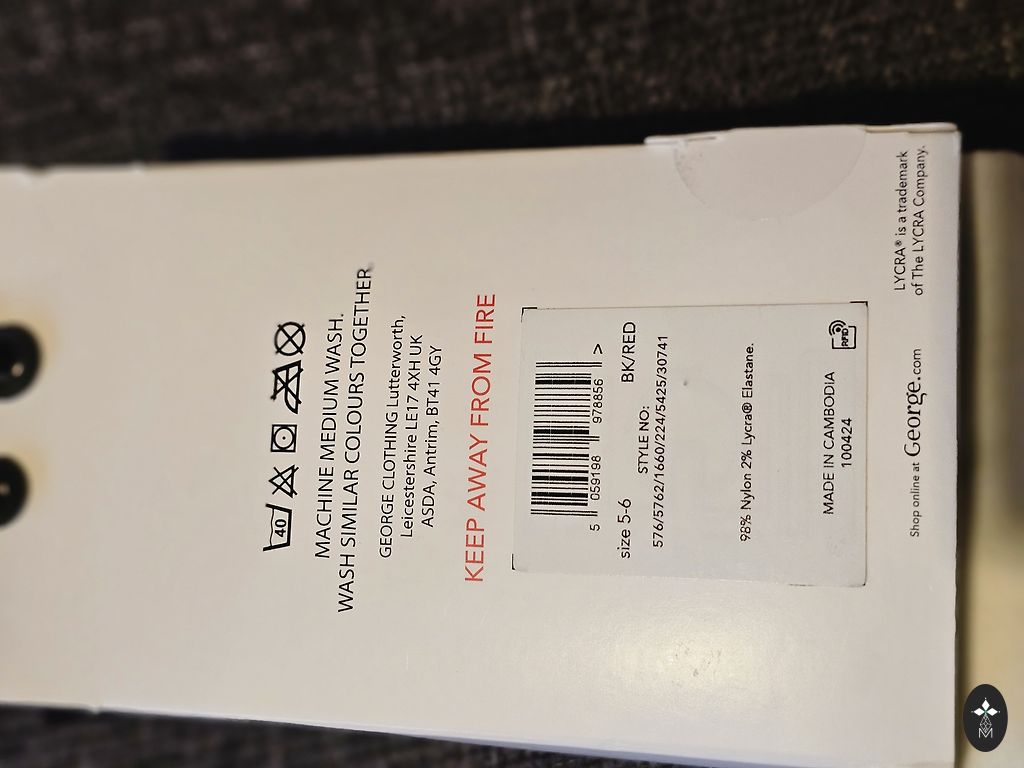 40
MACHINE MEDIUM WASH.
WASH SIMILAR COLOURS TOGETHER.
GEORGE CLOTHING Lutterworth,
Leicestershire LE17 4XH UK
ASDA, Antrim, BT41 4GY
KEEP AWAY FROM FIRE
5 059198 978856 >
size 5-6 BK/RED
STYLE NO:
576/5762/1660/224/5425/30741
98% Nylon 2% Lycra® Elastane.
MADE IN CAMBODIA
100424
RFID
Shop online at George.com
LYCRA® is a trademark
of The LYCRA Company.
M